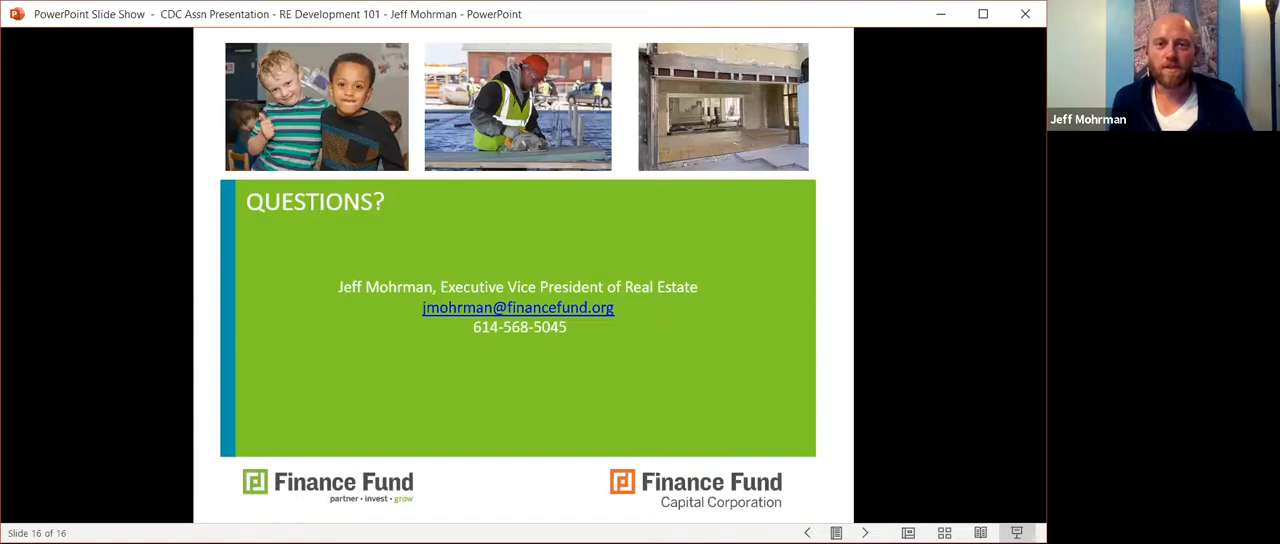 PowerPoint Slide Show - CDC Assn Presentation - RE Development 101 - Jeff Mohrman - PowerPoint
Jeff Mohrman
QUESTIONS?
Jeff Mohrman, Executive Vice President of Real Estate
jmohrman@financefund.org
614-568-5045
Finance Fund
partner • invest • grow
Finance Fund
Capital Corporation
Slide 16 of 16